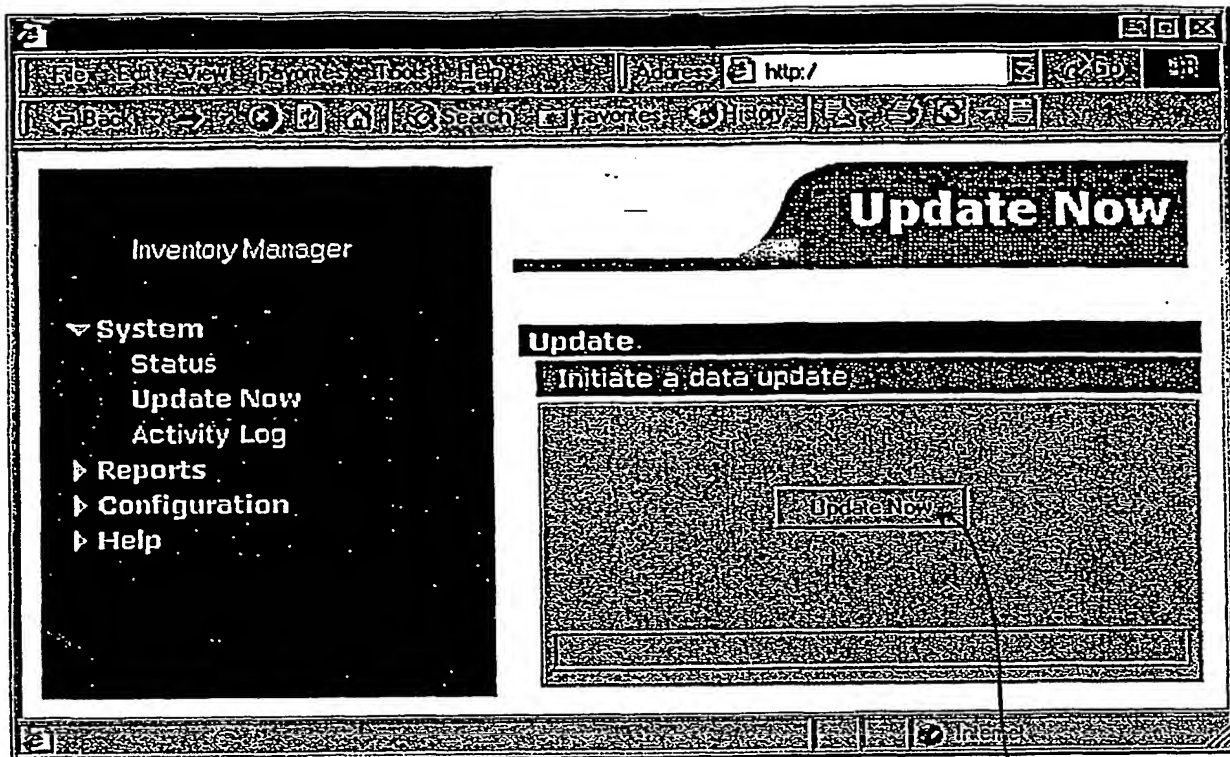 File Edit View Favorites Tools Help Address http:/ Go
Back Search Favorites History
Inventory Manager
System
Status
Update Now
Activity Log
Reports
Configuration
Help
Update Now
Update
Initiate a data update
Update Now
Internet